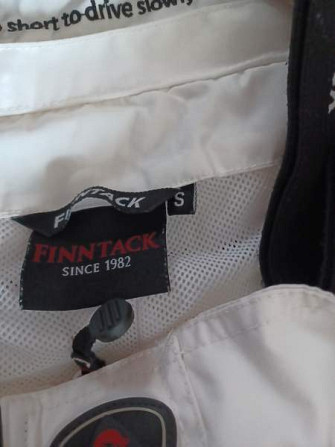 short to drive slowly
FINNTACK
S
FINNTACK
SINCE 1982